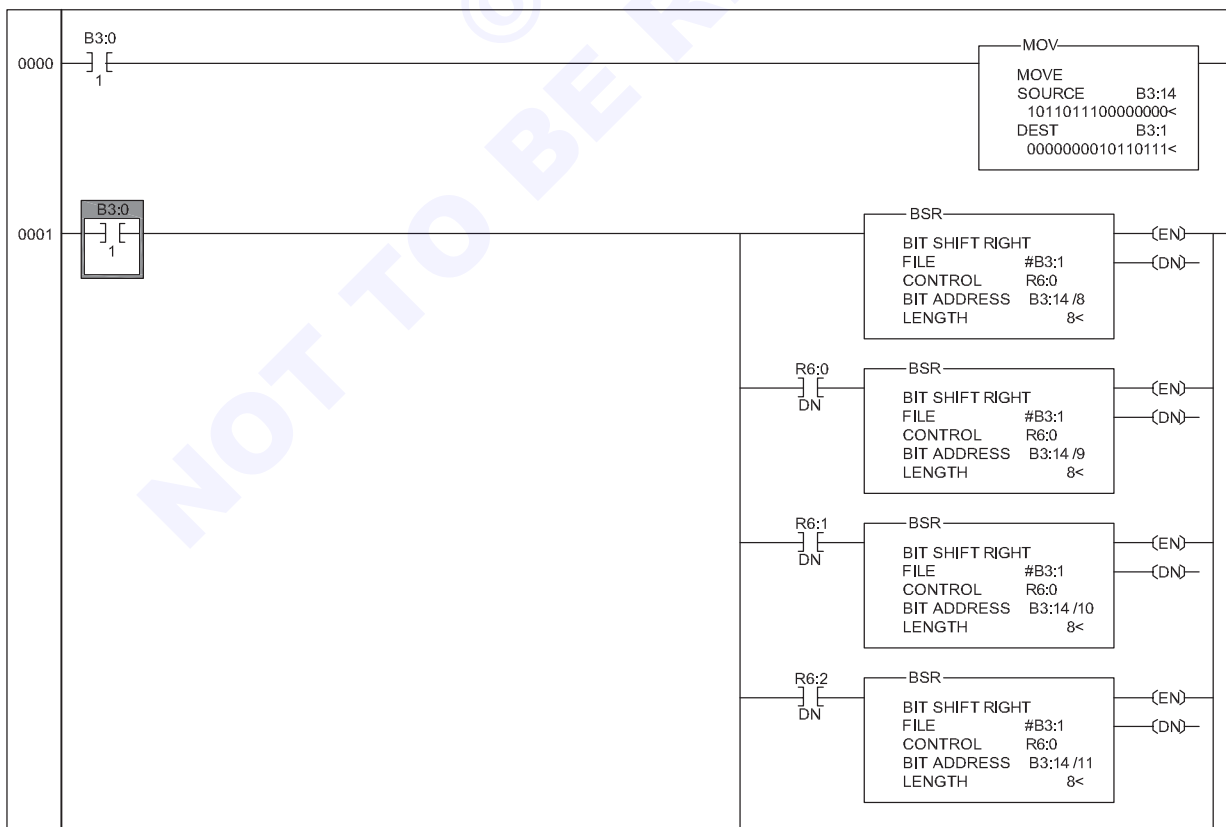 ©
NOT TO BE R
B3:0
0000
1
MOV
MOVE
SOURCE B3:14
1011011100000000<
DEST B3:1
0000000010110111<
B3:0
0001
1
BSR
BIT SHIFT RIGHT
FILE #B3:1
CONTROL R6:0
BIT ADDRESS B3:14 /8
LENGTH 8<
(EN)
(DN)
R6:0
DN
BSR
BIT SHIFT RIGHT
FILE #B3:1
CONTROL R6:0
BIT ADDRESS B3:14 /9
LENGTH 8<
(EN)
(DN)
R6:1
DN
BSR
BIT SHIFT RIGHT
FILE #B3:1
CONTROL R6:0
BIT ADDRESS B3:14 /10
LENGTH 8<
(EN)
(DN)
R6:2
DN
BSR
BIT SHIFT RIGHT
FILE #B3:1
CONTROL R6:0
BIT ADDRESS B3:14 /11
LENGTH 8<
(EN)
(DN)